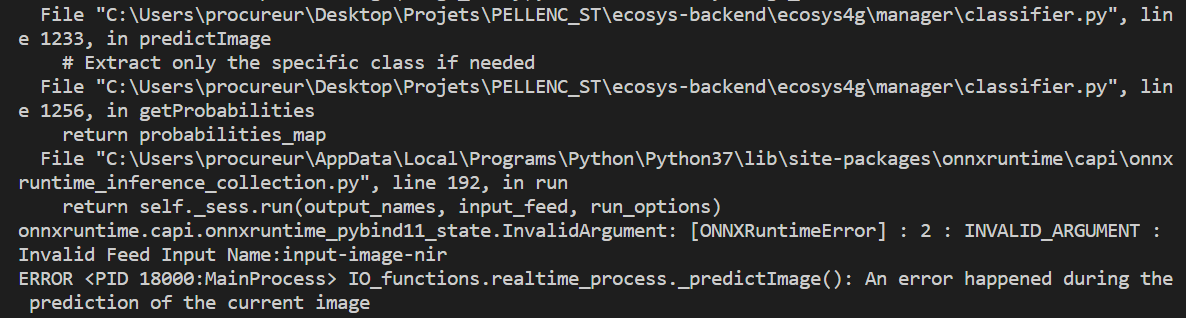 File "C:\Users\procureur\Desktop\Projets\PELLENC_ST\ecosys-backend\ecosys4g\manager\classifier.py", lin
e 1233, in predictImage
# Extract only the specific class if needed
File "C:\Users\procureur\Desktop\Projets\PELLENC_ST\ecosys-backend\ecosys4g\manager\classifier.py", lin
e 1256, in getProbabilities
return probabilities_map
File "C:\Users\procureur\AppData\Local\Programs\Python\Python37\lib\site-packages\onnxruntime\capi\onnx
runtime_inference_collection.py", line 192, in run
return self._sess.run(output_names, input_feed, run_options)
onnxruntime.capi.onnxruntime_pybind11_state.InvalidArgument: [ONNXRuntimeError] : 2 : INVALID_ARGUMENT :
Invalid Feed Input Name:input-image-nir
ERROR <PID 18000:MainProcess> IO_functions.realtime_process._predictImage(): An error happened during the
prediction of the current image